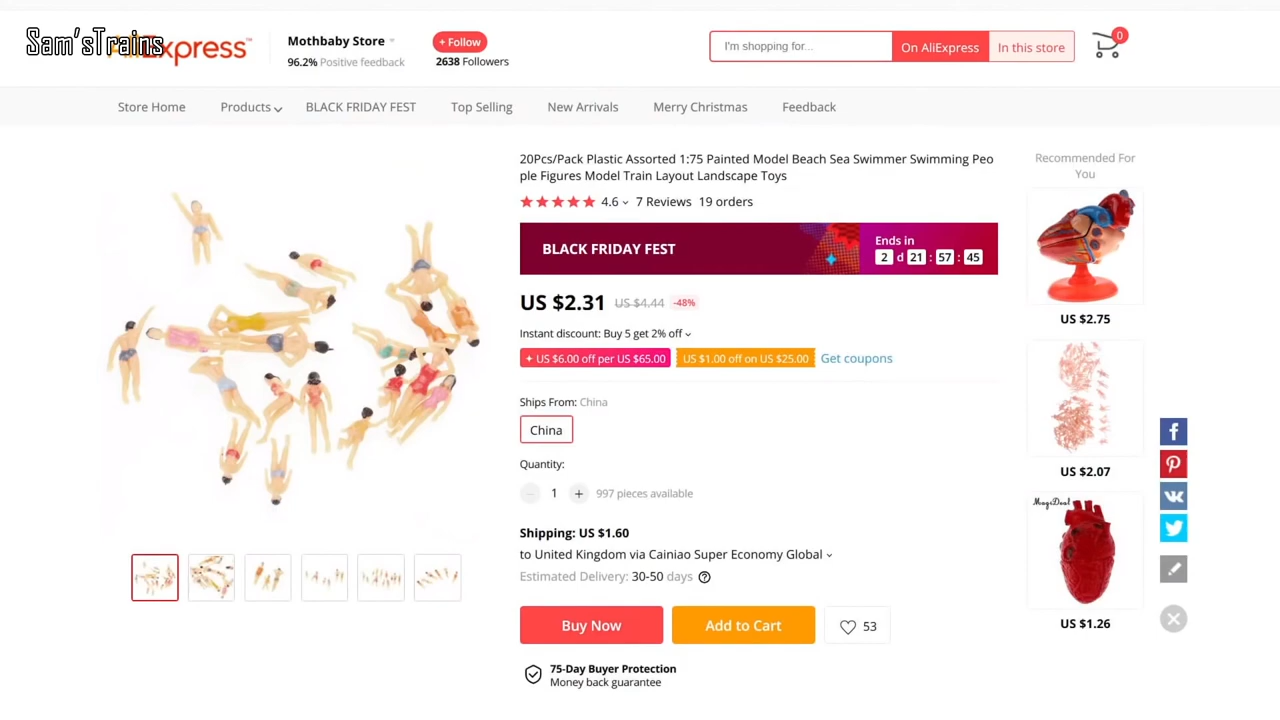 Sam'sTrains
AliExpress™
Mothbaby Store
96.2% Positive feedback
+ Follow
2638 Followers
I'm shopping for...
On AliExpress
In this store
0
Store Home
Products
BLACK FRIDAY FEST
Top Selling
New Arrivals
Merry Christmas
Feedback
20Pcs/Pack Plastic Assorted 1:75 Painted Model Beach Sea Swimmer Swimming Peo
ple Figures Model Train Layout Landscape Toys
4.6
7 Reviews
19 orders
BLACK FRIDAY FEST
Ends in
2 d 21 : 57 : 45
US $2.31 US $4.44 -48%
Instant discount: Buy 5 get 2% off
+ US $6.00 off per US $65.00
US $1.00 off on US $25.00
Get coupons
Ships From: China
China
Quantity:
1 + 997 pieces available
Shipping: US $1.60
to United Kingdom via Cainiao Super Economy Global
Estimated Delivery: 30-50 days ?
Buy Now
Add to Cart
53
75-Day Buyer Protection
Money back guarantee
Recommended For
You
US $2.75
US $2.07
MagiDeal
US $1.26